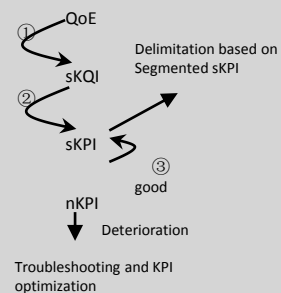 QoE
①
Delimitation based on
Segmented sKPI
sKQI
②
sKPI
③
good
nKPI
Deterioration
Troubleshooting and KPI
optimization